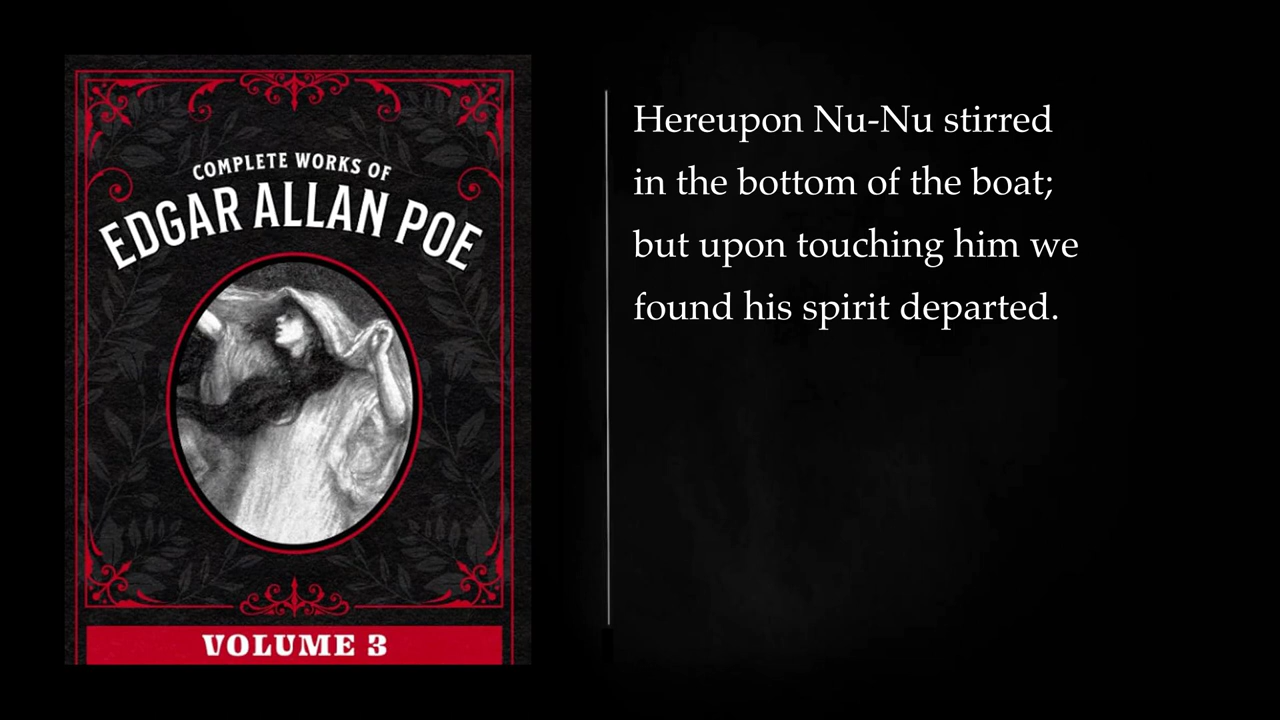 COMPLETE WORKS OF
EDGAR ALLAN POE
VOLUME 3
Hereupon Nu-Nu stirred
in the bottom of the boat;
but upon touching him we
found his spirit departed.